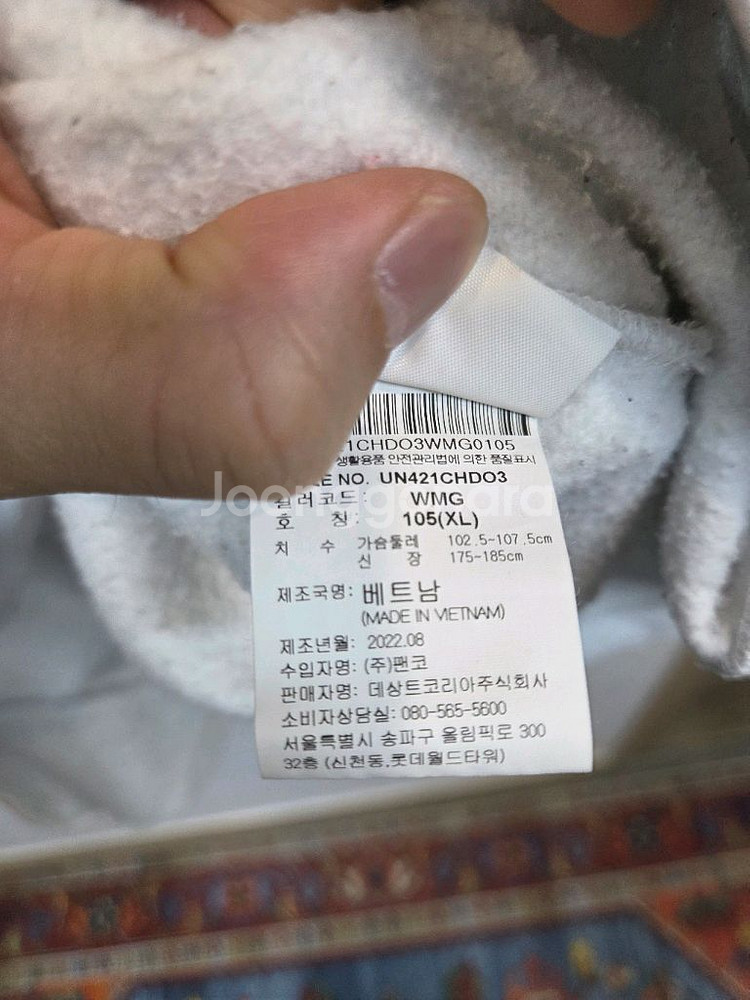 1CHDO3WMG0105
생활용품 안전관리법에 의한 품질표시
NO. UN421CHDO3
컬러코드: WMG
호 칭: 105(XL)
치 수 가슴둘레 102.5~107.5cm
신 장 175~185cm
제조국명: 베트남
(MADE IN VIETNAM)
제조년월: 2022.08
수입자명: (주)팬코
판매자명: 데상트코리아주식회사
소비자상담실: 080-565-5600
서울특별시 송파구 올림픽로 300
32층 (신천동,롯데월드타워)